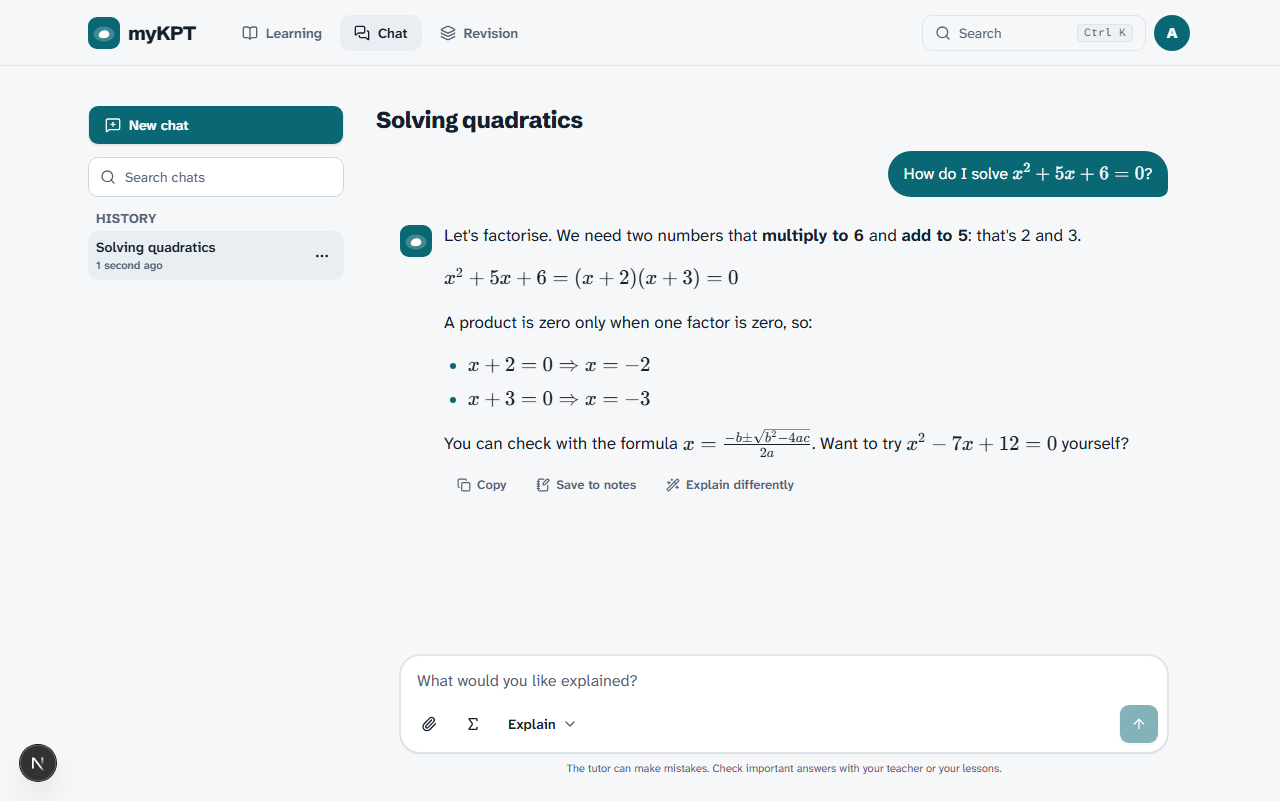 myKPT
Learning
Chat
Revision
Search
Ctrl K
A
New chat
Search chats
HISTORY
Solving quadratics
1 second ago
Solving quadratics
How do I solve x² + 5x + 6 = 0?
Let's factorise. We need two numbers that multiply to 6 and add to 5: that's 2 and 3.
x² + 5x + 6 = (x + 2)(x + 3) = 0
A product is zero only when one factor is zero, so:
• x + 2 = 0 ⇒ x = −2
• x + 3 = 0 ⇒ x = −3
You can check with the formula x = (−b±√(b²−4ac))/(2a). Want to try x² − 7x + 12 = 0 yourself?
Copy
Save to notes
Explain differently
What would you like explained?
Σ
Explain
N
The tutor can make mistakes. Check important answers with your teacher or your lessons.